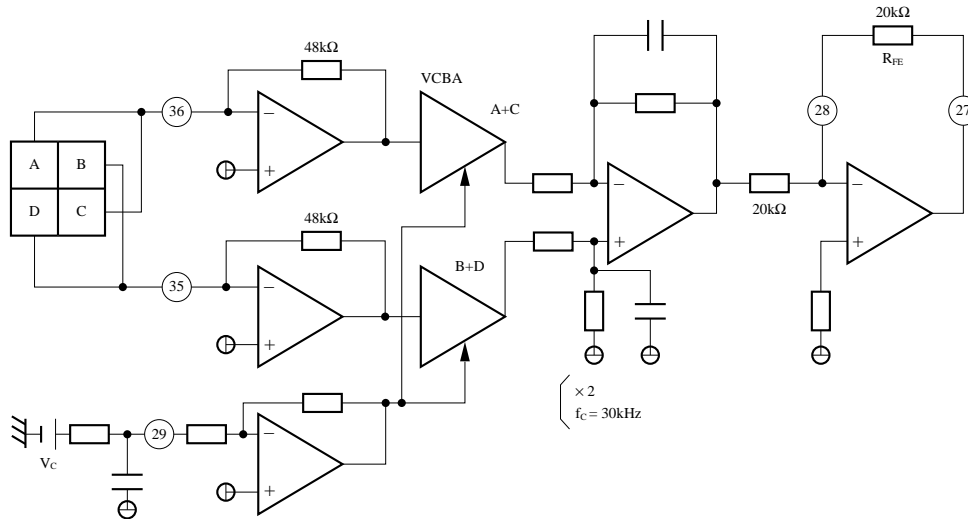 48kΩ
20kΩ
R_FE
VCBA
A+C
36
28
27
−
+
A
B
D
C
−
+
−
+
20kΩ
48kΩ
B+D
35
−
+
× 2
f_C = 30kHz
29
V_C
−
+